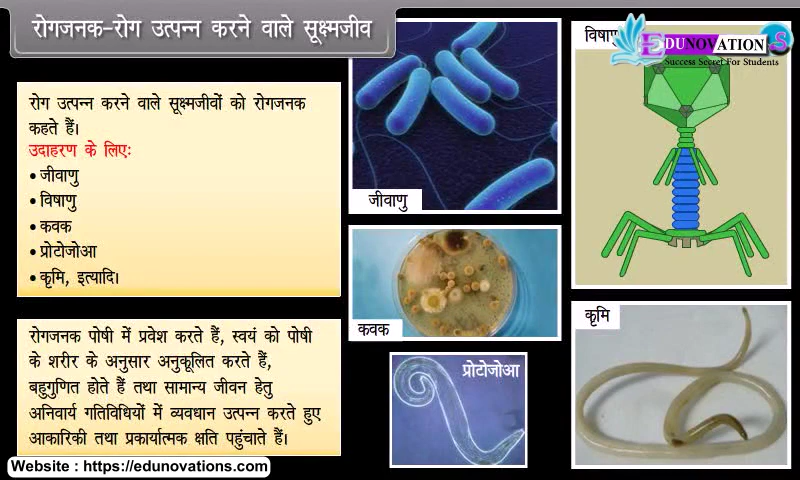 रोगजनक-रोग उत्पन्न करने वाले सूक्ष्मजीव
रोग उत्पन्न करने वाले सूक्ष्मजीवों को रोगजनक
कहते हैं।
उदाहरण के लिए:
• जीवाणु
• विषाणु
• कवक
• प्रोटोजोआ
• कृमि, इत्यादि।
रोगजनक पोषी में प्रवेश करते हैं, स्वयं को पोषी
के शरीर के अनुसार अनुकूलित करते हैं,
बहुगुणित होते हैं तथा सामान्य जीवन हेतु
अनिवार्य गतिविधियों में व्यवधान उत्पन्न करते हुए
आकारिकी तथा प्रकार्यात्मक क्षति पहुंचाते हैं।
Website : https://edunovations.com
जीवाणु
कवक
प्रोटोजोआ
EDUNOVATIONS
Success Secret For Students
कृमि